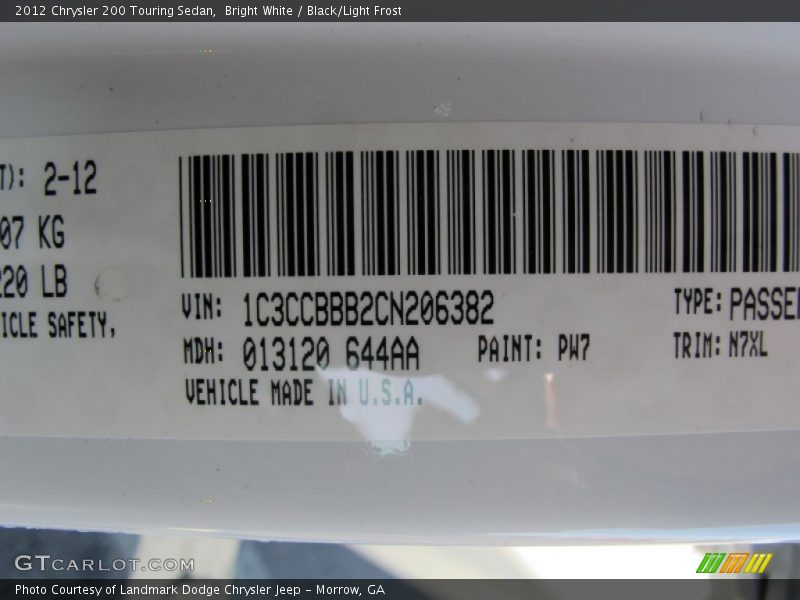 2012 Chrysler 200 Touring Sedan, Bright White / Black/Light Frost
T): 2-12
07 KG
220 LB
ICLE SAFETY,
VIN: 1C3CCBBB2CN206382
TYPE: PASSE
MDH: 013120 644AA
PAINT: PW7
TRIM: N7XL
VEHICLE MADE IN U.S.A.
GTCARLOT.COM
Photo Courtesy of Landmark Dodge Chrysler Jeep - Morrow, GA